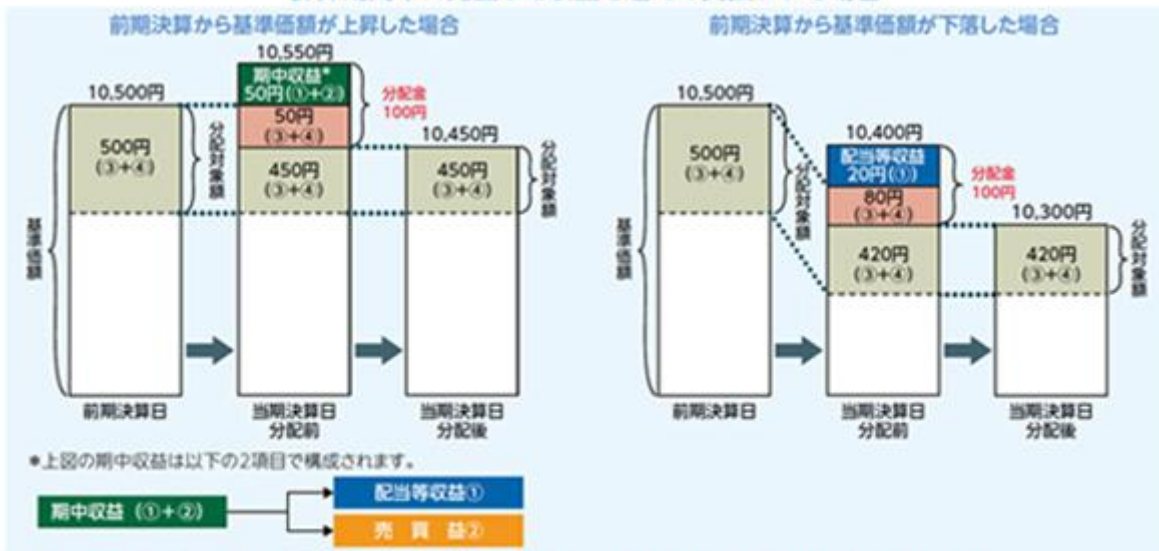 前期決算から基準価額が上昇した場合
10,500円
500円
(③+④)
分配対象額
基準価額
前期決算日
10,550円
期中収益*
50円(①+②)
50円
(③+④)
450円
(③+④)
分配金
100円
当期決算日
分配前
10,450円
450円
(③+④)
分配対象額
当期決算日
分配後
前期決算から基準価額が下落した場合
10,500円
500円
(③+④)
分配対象額
基準価額
前期決算日
10,400円
配当等収益
20円(①)
80円
(③+④)
420円
(③+④)
分配金
100円
当期決算日
分配前
10,300円
420円
(③+④)
分配対象額
当期決算日
分配後
*上図の期中収益は以下の2項目で構成されます。
期中収益(①+②)
配当等収益①
売買益②